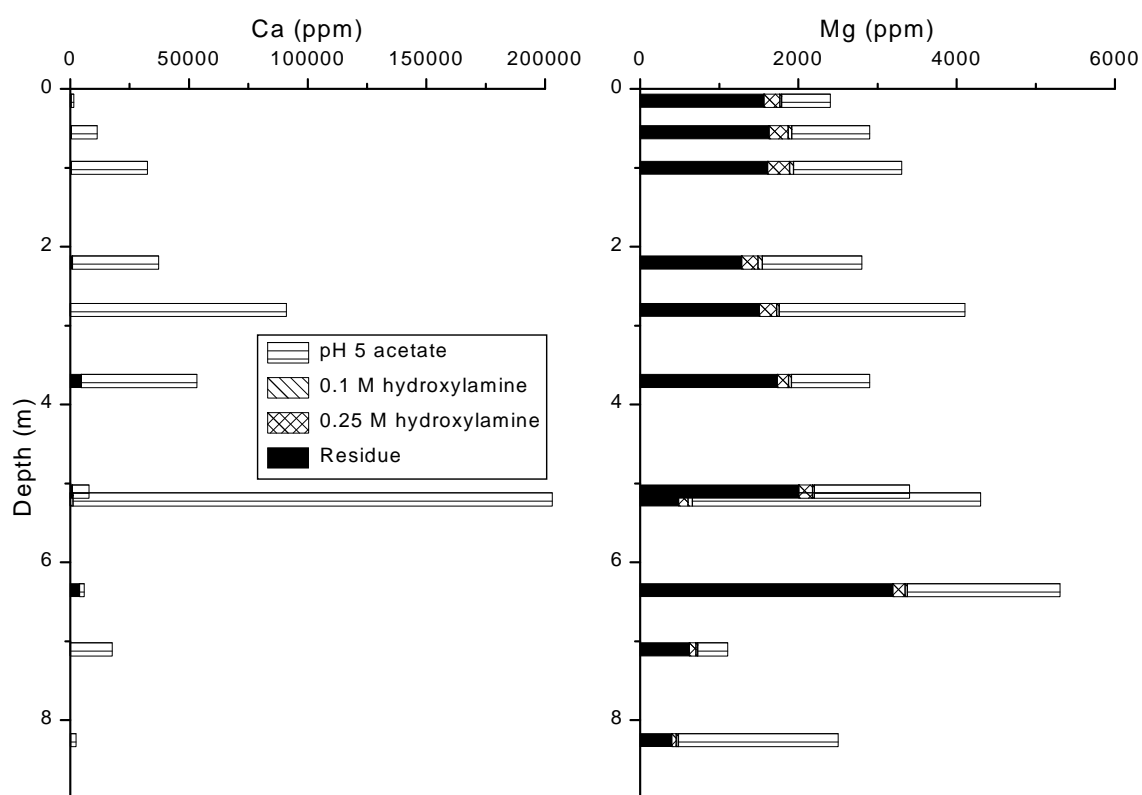 Ca (ppm)
0 50000 100000 150000 200000
0
2
4
6
8
Depth (m)
pH 5 acetate
0.1 M hydroxylamine
0.25 M hydroxylamine
Residue
Mg (ppm)
0 2000 4000 6000
0
2
4
6
8